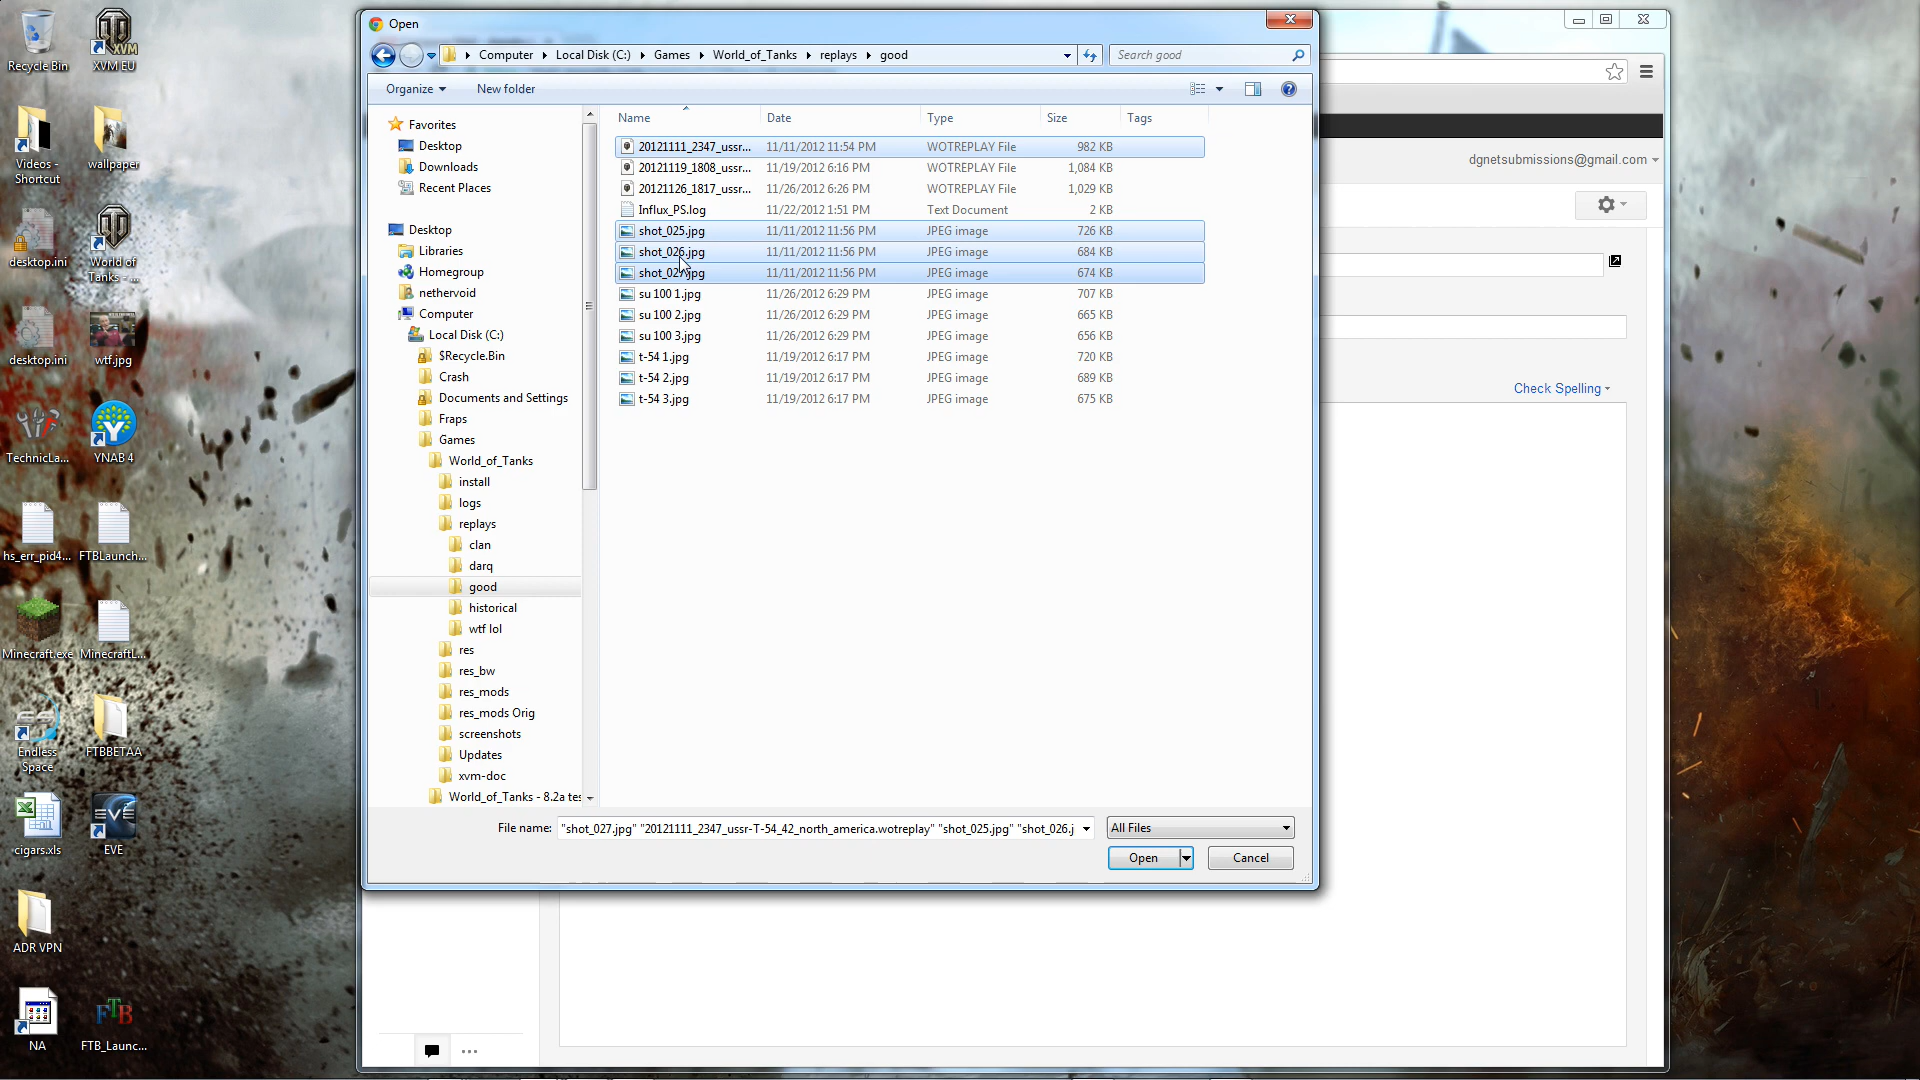 Recycle Bin
XVM EU
Videos - Shortcut
wallpaper
desktop.ini
World of Tanks - ...
desktop.ini
wtf.jpg
TechnicLa...
YNAB 4
hs_err_pid4...
FTBLaunch...
Minecraft.exe
MinecraftL...
Endless Space
FTBBETAA
cigars.xls
EVE
ADR VPN
NA
FTB_Launc...
Open
Computer Local Disk (C:) Games World_of_Tanks replays good
Search good
Organize New folder
Favorites
Desktop
Downloads
Recent Places
Desktop
Libraries
Homegroup
nethervoid
Computer
Local Disk (C:)
$Recycle.Bin
Crash
Documents and Settings
Fraps
Games
World_of_Tanks
install
logs
replays
clan
darq
good
historical
wtf lol
res
res_bw
res_mods
res_mods Orig
screenshots
Updates
xvm-doc
World_of_Tanks - 8.2a tes
Name Date Type Size Tags
20121111_2347_ussr... 11/11/2012 11:54 PM WOTREPLAY File 982 KB
20121119_1808_ussr... 11/19/2012 6:16 PM WOTREPLAY File 1,084 KB
20121126_1817_ussr... 11/26/2012 6:26 PM WOTREPLAY File 1,029 KB
Influx_PS.log 11/22/2012 1:51 PM Text Document 2 KB
shot_025.jpg 11/11/2012 11:56 PM JPEG image 726 KB
shot_026.jpg 11/11/2012 11:56 PM JPEG image 684 KB
shot_027.jpg 11/11/2012 11:56 PM JPEG image 674 KB
su 100 1.jpg 11/26/2012 6:29 PM JPEG image 707 KB
su 100 2.jpg 11/26/2012 6:29 PM JPEG image 665 KB
su 100 3.jpg 11/26/2012 6:29 PM JPEG image 656 KB
t-54 1.jpg 11/19/2012 6:17 PM JPEG image 720 KB
t-54 2.jpg 11/19/2012 6:17 PM JPEG image 689 KB
t-54 3.jpg 11/19/2012 6:17 PM JPEG image 675 KB
File name: "shot_027.jpg" "20121111_2347_ussr-T-54_42_north_america.wotreplay" "shot_025.jpg" "shot_026.j
All Files
Open Cancel
dgnetsubmissions@gmail.com
Check Spelling